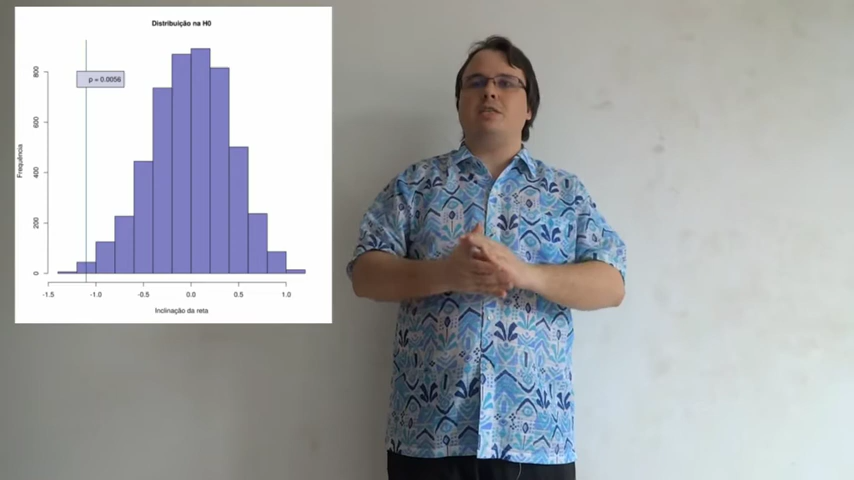 Distribuição na H0
p = 0.0056
Frequência
800
600
400
200
0
-1.5 -1.0 -0.5 0.0 0.5 1.0
Inclinação da reta